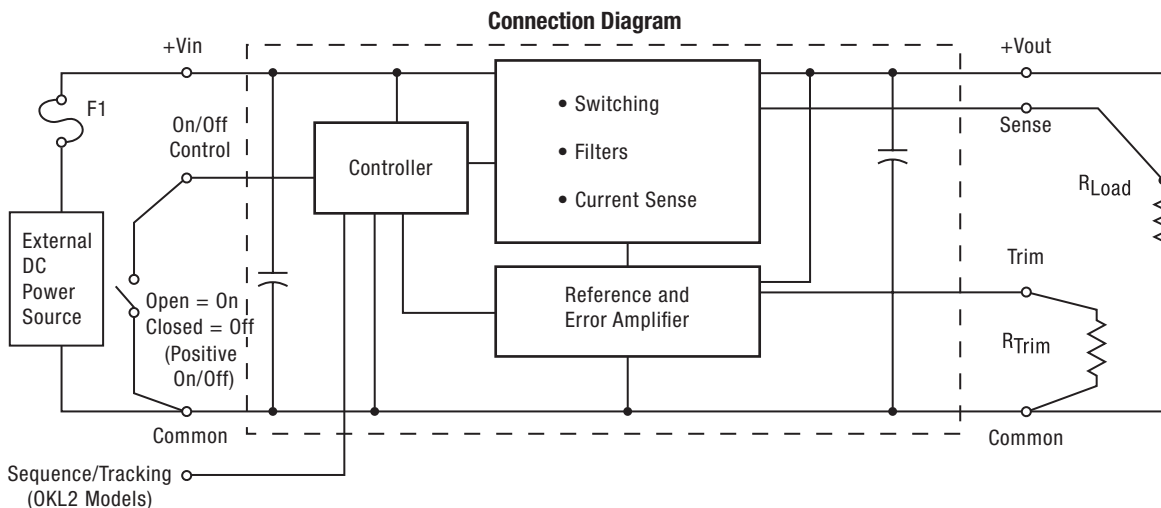 Connection Diagram
+Vin
+Vout
F1
On/Off
Control
Controller
• Switching
• Filters
• Current Sense
Sense
RLoad
External
DC
Power
Source
Open = On
Closed = Off
(Positive
On/Off)
Reference and
Error Amplifier
Trim
RTrim
Common
Common
Sequence/Tracking
(OKL2 Models)